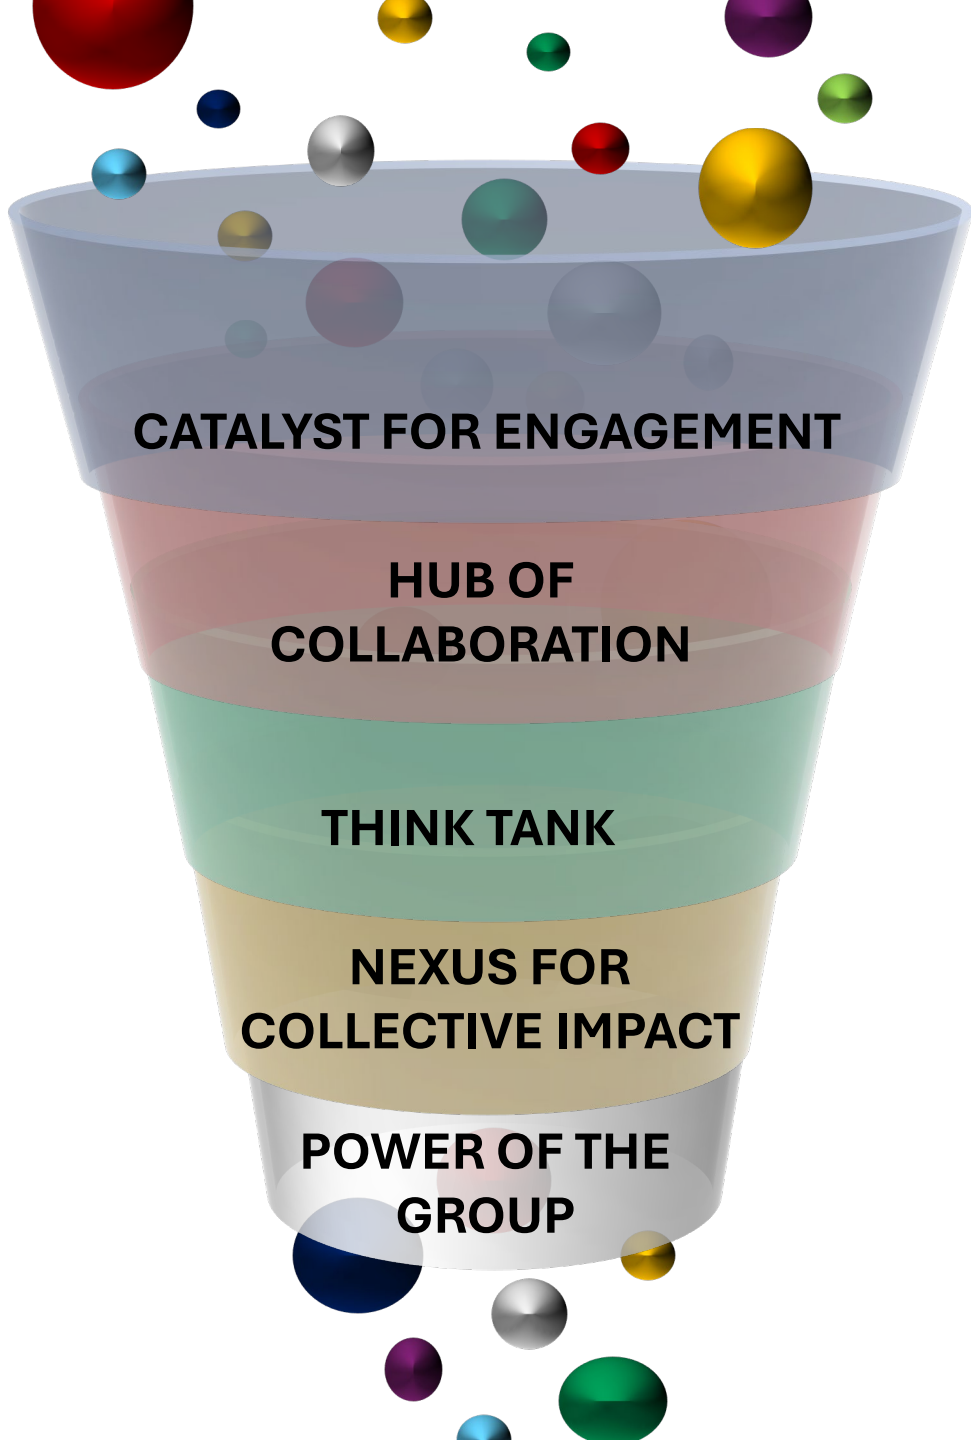 CATALYST FOR ENGAGEMENT
HUB OF
COLLABORATION
THINK TANK
NEXUS FOR
COLLECTIVE IMPACT
POWER OF THE
GROUP